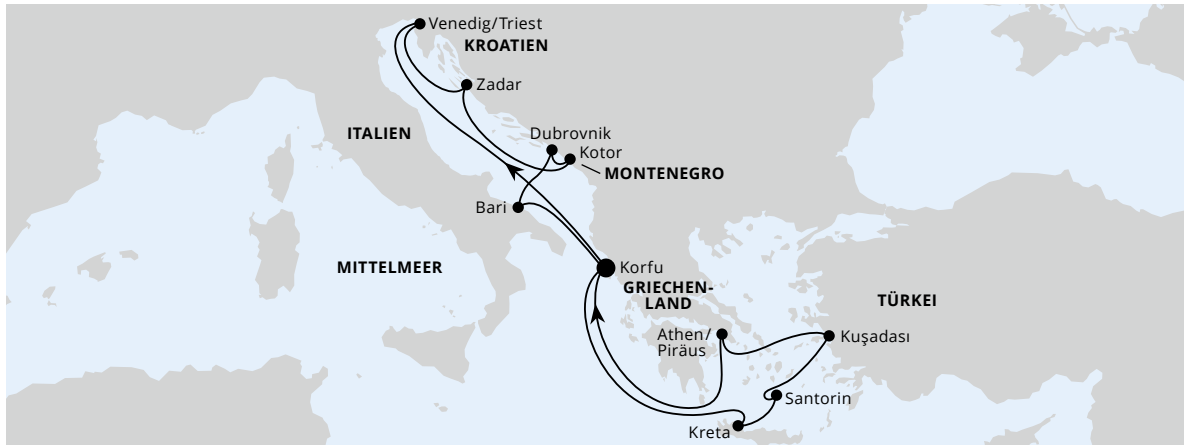 Venedig/Triest
KROATIEN
Zadar
ITALIEN
Dubrovnik
Kotor
MONTENEGRO
Bari
MITTELMEER
Korfu
GRIECHEN-
LAND
TÜRKEI
Athen/
Piräus
Kuşadası
Santorin
Kreta